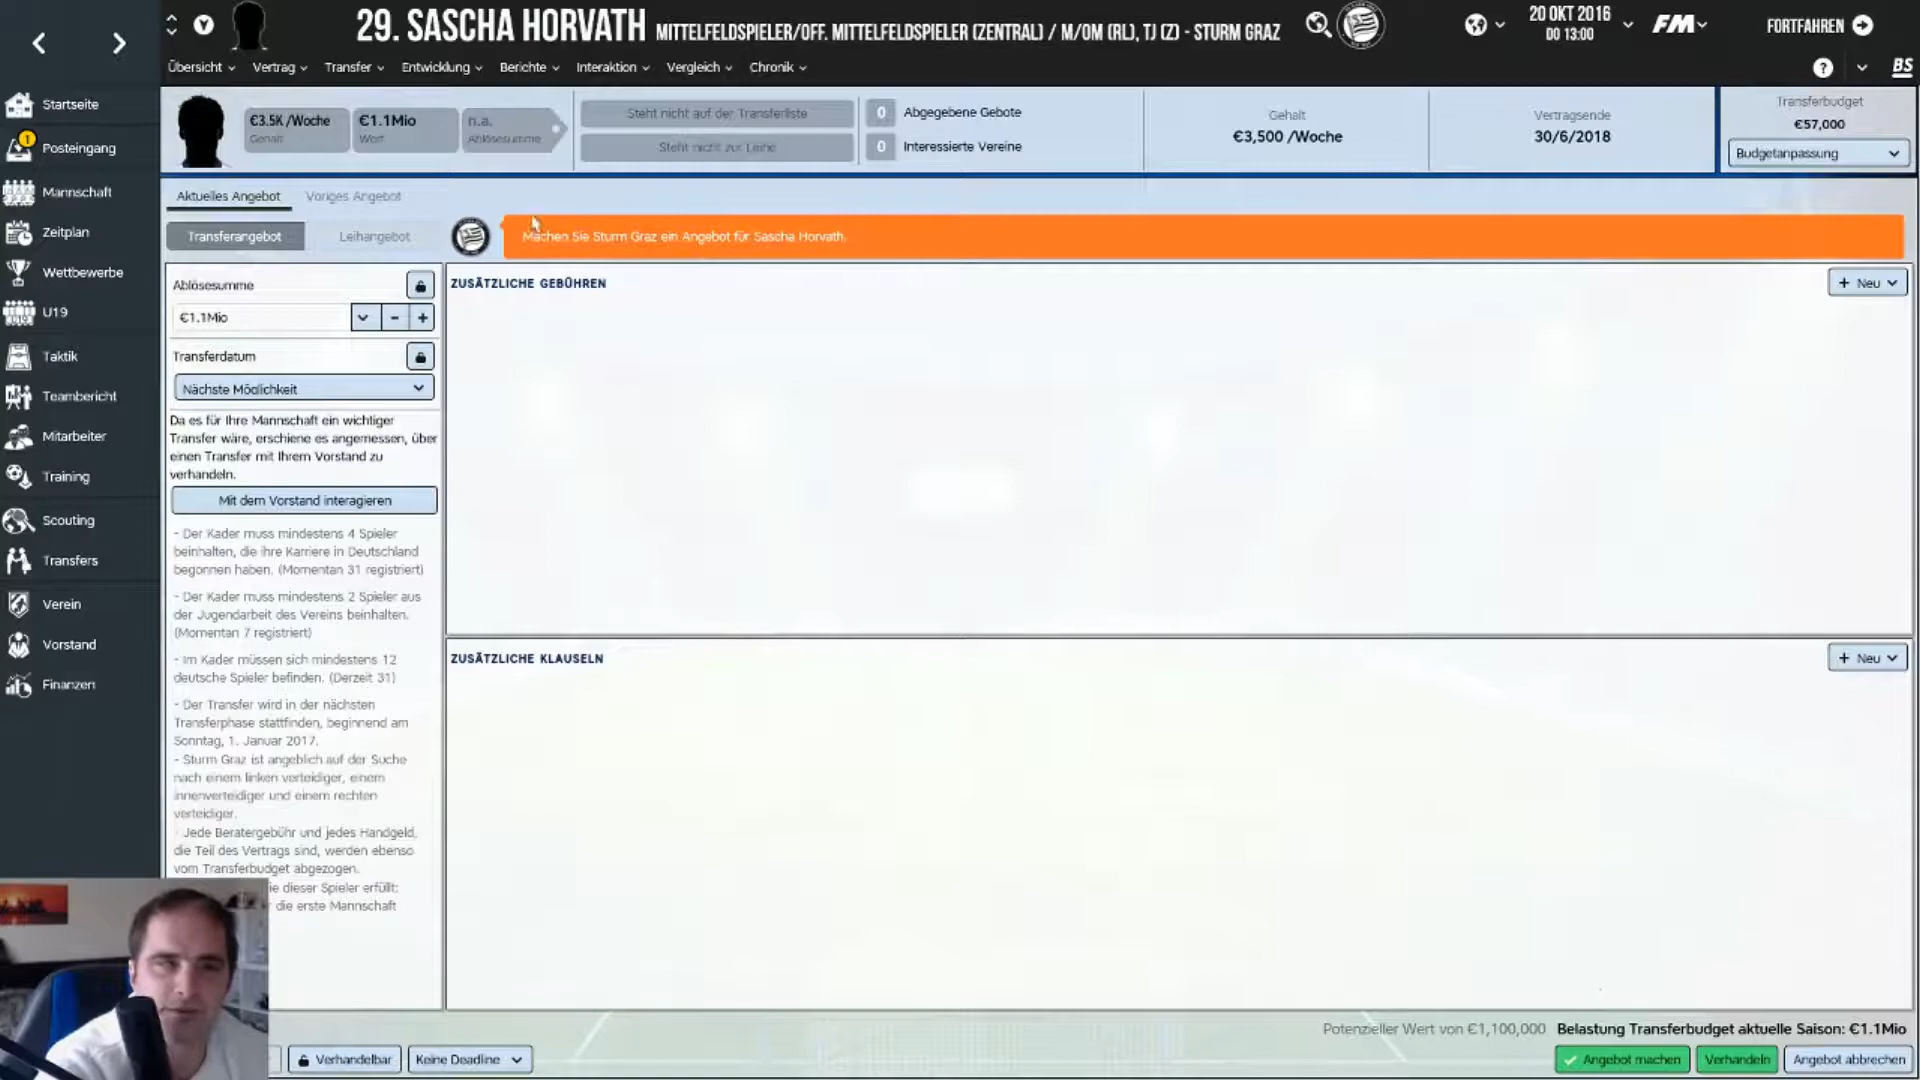 29. SASCHA HORVATH MITTELFELDSPIELER/OFF. MITTELFELDSPIELER (ZENTRAL) / M/OM (RL), TJ (Z) - STURM GRAZ
20 OKT 2016
DO 13:00
FM
FORTFAHREN
Übersicht
Vertrag
Transfer
Entwicklung
Berichte
Interaktion
Vergleich
Chronik
?
BS
Startseite
1
Posteingang
Mannschaft
Zeitplan
Wettbewerbe
U19
Taktik
Teambericht
Mitarbeiter
Training
Scouting
Transfers
Verein
Vorstand
Finanzen
€3.5K /Woche
Gehalt
€1.1Mio
Wert
n.a.
Ablösesumme
Steht nicht auf der Transferliste
Steht nicht zur Leihe
0 Abgegebene Gebote
0 Interessierte Vereine
Gehalt
€3,500 /Woche
Vertragsende
30/6/2018
Transferbudget
€57,000
Budgetanpassung
Aktuelles Angebot
Voriges Angebot
Transferangebot
Leihangebot
Machen Sie Sturm Graz ein Angebot für Sascha Horvath.
Ablösesumme
€1.1Mio
- +
Transferdatum
Nächste Möglichkeit
Da es für Ihre Mannschaft ein wichtiger
Transfer wäre, erschiene es angemessen, über
einen Transfer mit Ihrem Vorstand zu
verhandeln.
Mit dem Vorstand interagieren
- Der Kader muss mindestens 4 Spieler
beinhalten, die ihre Karriere in Deutschland
begonnen haben. (Momentan 31 registriert)
- Der Kader muss mindestens 2 Spieler aus
der Jugendarbeit des Vereins beinhalten.
(Momentan 7 registriert)
- Im Kader müssen sich mindestens 12
deutsche Spieler befinden. (Derzeit 31)
- Der Transfer wird in der nächsten
Transferphase stattfinden, beginnend am
Sonntag, 1. Januar 2017.
- Sturm Graz ist angeblich auf der Suche
nach einem linken verteidiger, einem
innenverteidiger und einem rechten
verteidiger.
- Jede Beratergebühr und jedes Handgeld,
die Teil des Vertrags sind, werden ebenso
vom Transferbudget abgezogen.
ie dieser Spieler erfüllt:
r die erste Mannschaft
ZUSÄTZLICHE GEBÜHREN
+ Neu
ZUSÄTZLICHE KLAUSELN
+ Neu
Potenzieller Wert von €1,100,000 Belastung Transferbudget aktuelle Saison: €1.1Mio
Verhandelbar
Keine Deadline
Angebot machen
Verhandeln
Angebot abbrechen